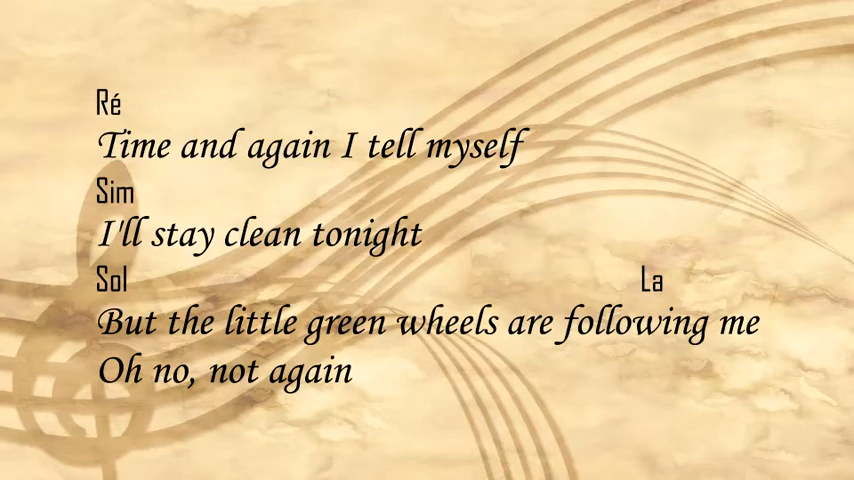 Ré
Time and again I tell myself
Sim
I'll stay clean tonight
Sol La
But the little green wheels are following me
Oh no, not again